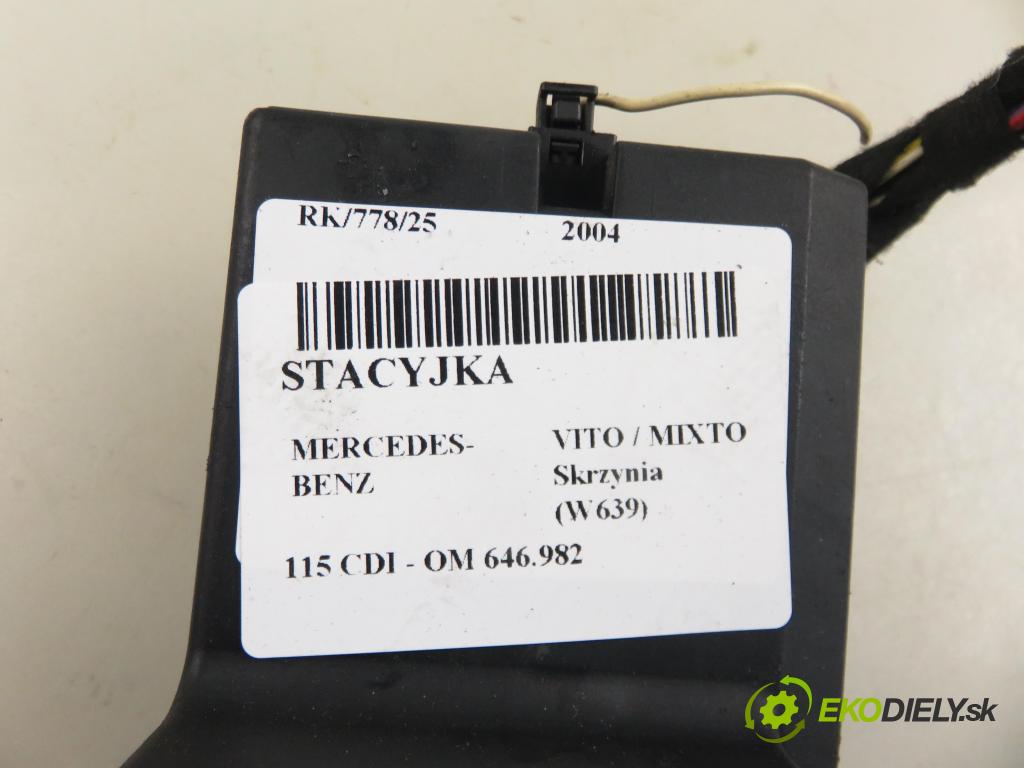 RK/778/25 2004
STACYJKA
MERCEDES-
BENZ
VITO / MIXTO
Skrzynia
(W639)
115 CDI - OM 646.982
EKODIELY.sk